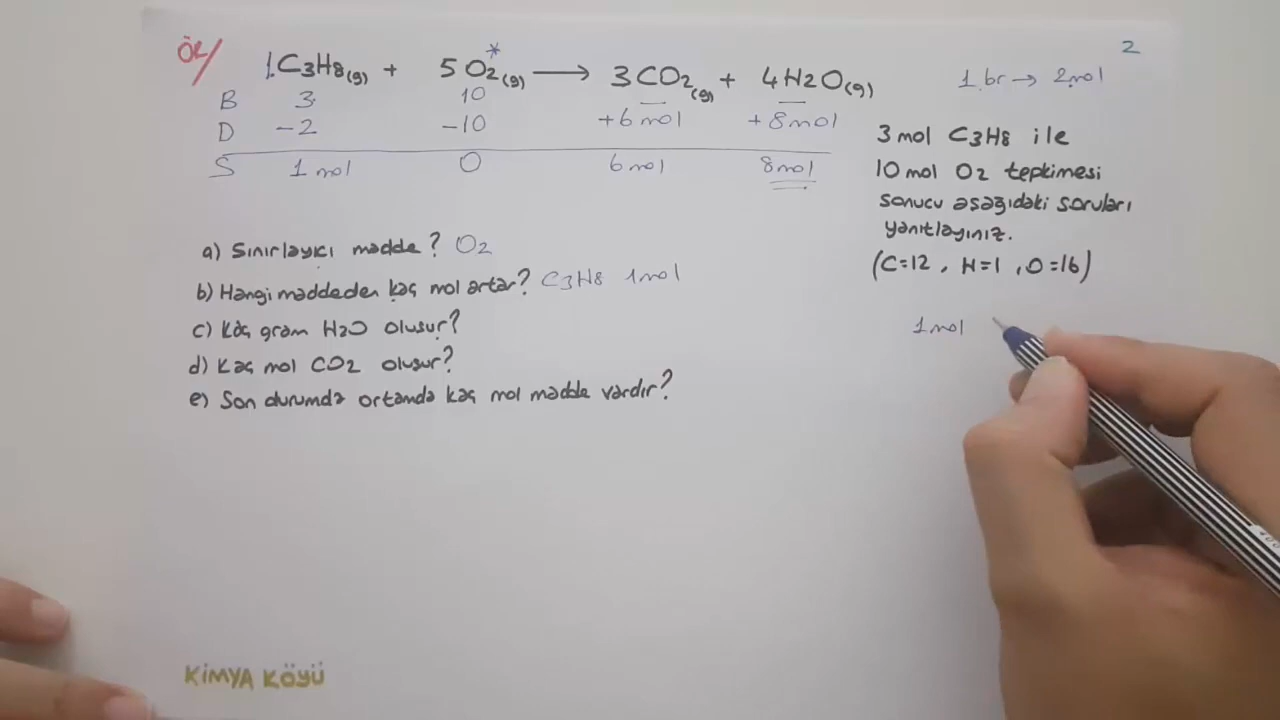 ÖR/
2
1.C3H8(g) + 5O2(g) → 3CO2(g) + 4H2O(g)
*
1 br → 2 mol
B 3 10
D -2 -10 +6 mol +8 mol
S 1 mol 0 6 mol 8 mol
3 mol C3H8 ile
10 mol O2 tepkimesi
sonucu aşağıdaki soruları
yanıtlayınız.
(C=12, H=1, O=16)
a) Sınırlayıcı madde? O2
b) Hangi maddeden kaç mol artar? C3H8 1 mol
c) Kaç gram H2O oluşur?
d) Kaç mol CO2 oluşur?
e) Son durumda ortamda kaç mol madde vardır?
1 mol
KİMYA KÖYÜ